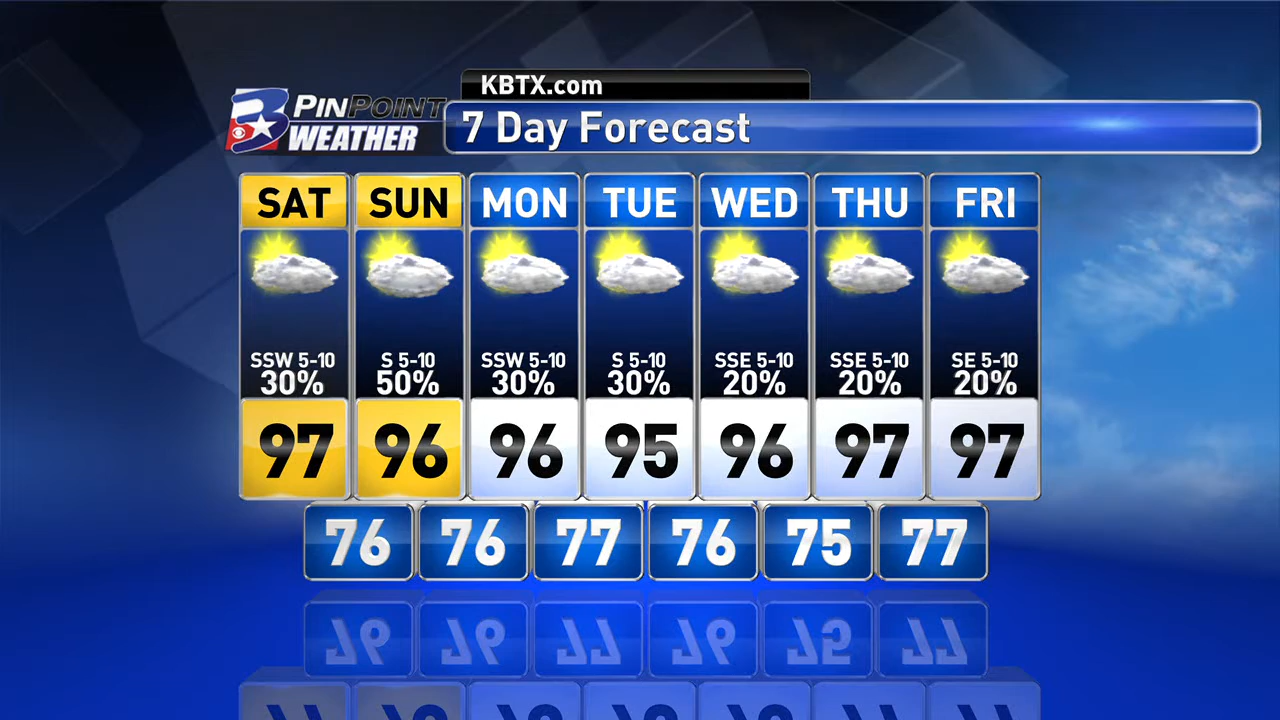 KBTX.com
3 PINPOINT
WEATHER
7 Day Forecast
SAT SUN MON TUE WED THU FRI
SSW 5-10 S 5-10 SSW 5-10 S 5-10 SSE 5-10 SSE 5-10 SE 5-10
30% 50% 30% 30% 20% 20% 20%
97 96 96 95 96 97 97
76 76 77 76 75 77